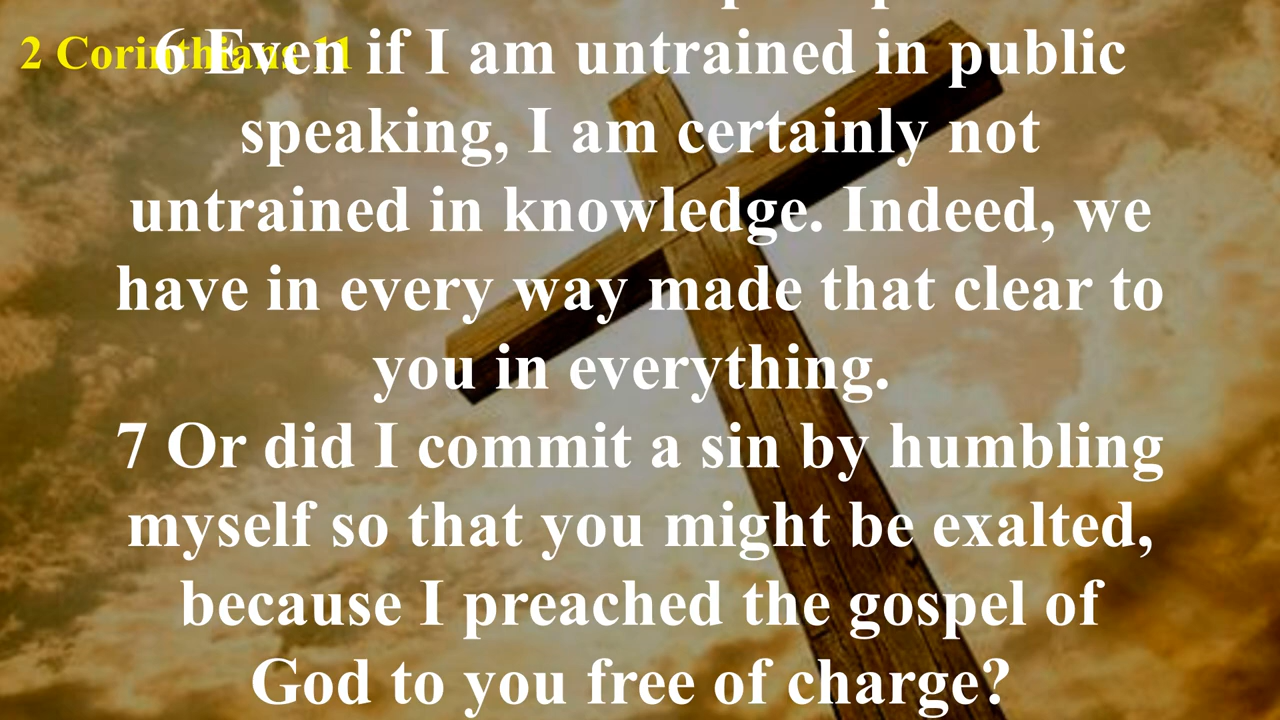 2 Corinthians 11
6 Even if I am untrained in public
speaking, I am certainly not
untrained in knowledge. Indeed, we
have in every way made that clear to
you in everything.
7 Or did I commit a sin by humbling
myself so that you might be exalted,
because I preached the gospel of
God to you free of charge?